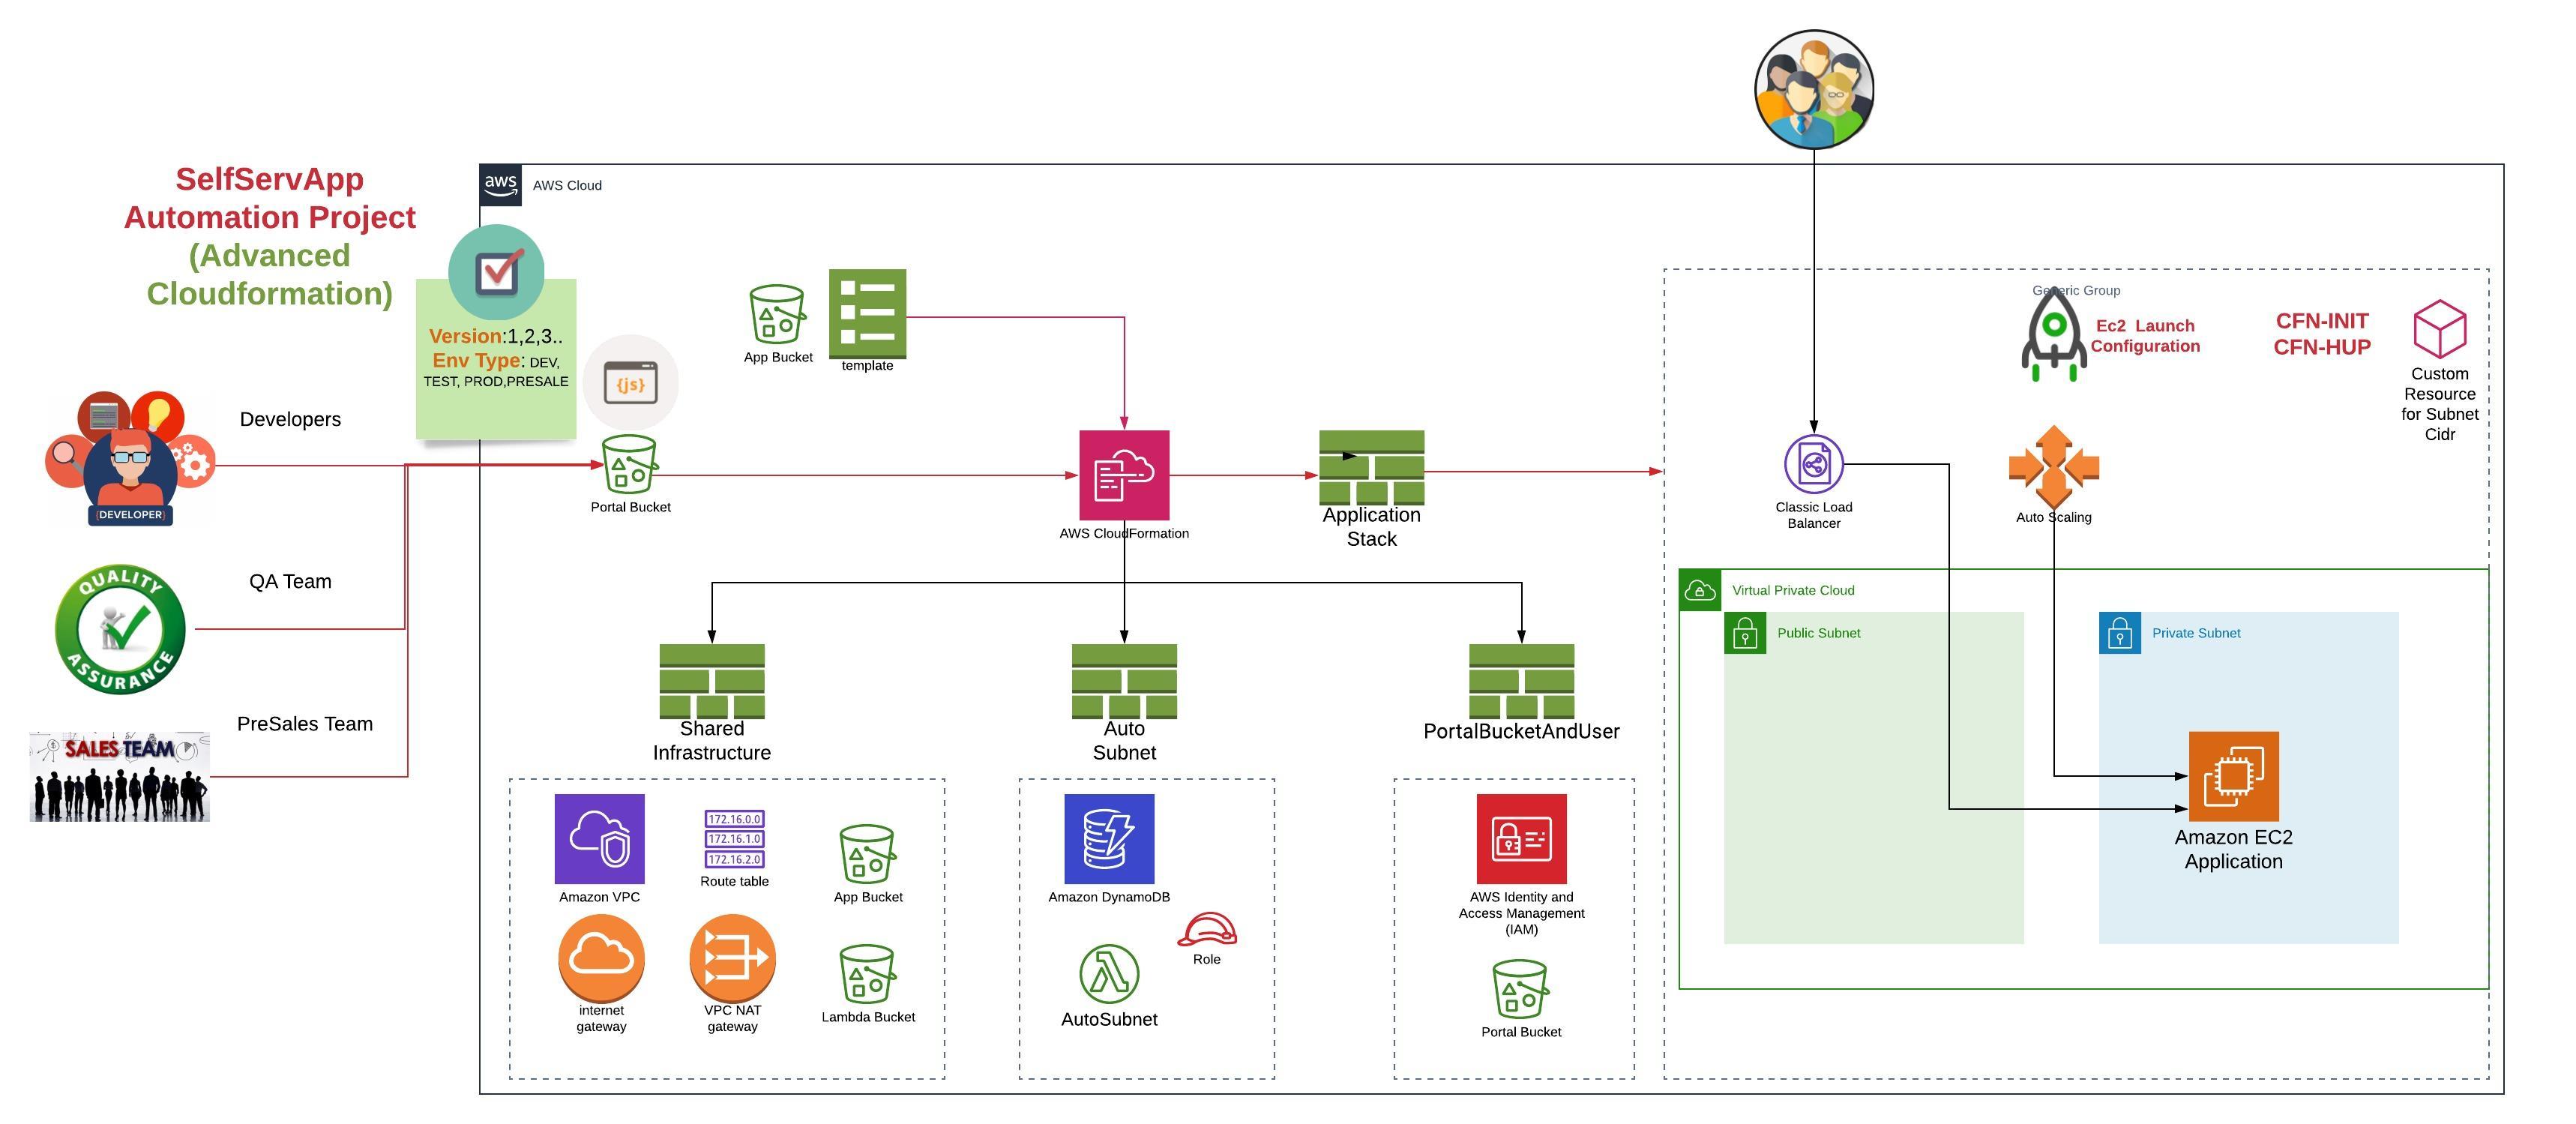 SelfServApp
Automation Project
(Advanced
Cloudformation)
aws
AWS Cloud
Version:1,2,3..
Env Type: DEV,
TEST, PROD,PRESALE
{js}
Portal Bucket
Developers
{DEVELOPER}
QA Team
QUALITY
ASSURANCE
PreSales Team
SALES TEAM
App Bucket
template
AWS CloudFormation
Application
Stack
Shared
Infrastructure
Auto
Subnet
PortalBucketAndUser
Amazon VPC
172.16.0.0
172.16.1.0
172.16.2.0
Route table
App Bucket
internet
gateway
VPC NAT
gateway
Lambda Bucket
Amazon DynamoDB
Role
AutoSubnet
AWS Identity and
Access Management
(IAM)
Portal Bucket
Generic Group
Ec2 Launch
Configuration
CFN-INIT
CFN-HUP
Custom
Resource
for Subnet
Cidr
Classic Load
Balancer
Auto Scaling
Virtual Private Cloud
Public Subnet
Private Subnet
Amazon EC2
Application